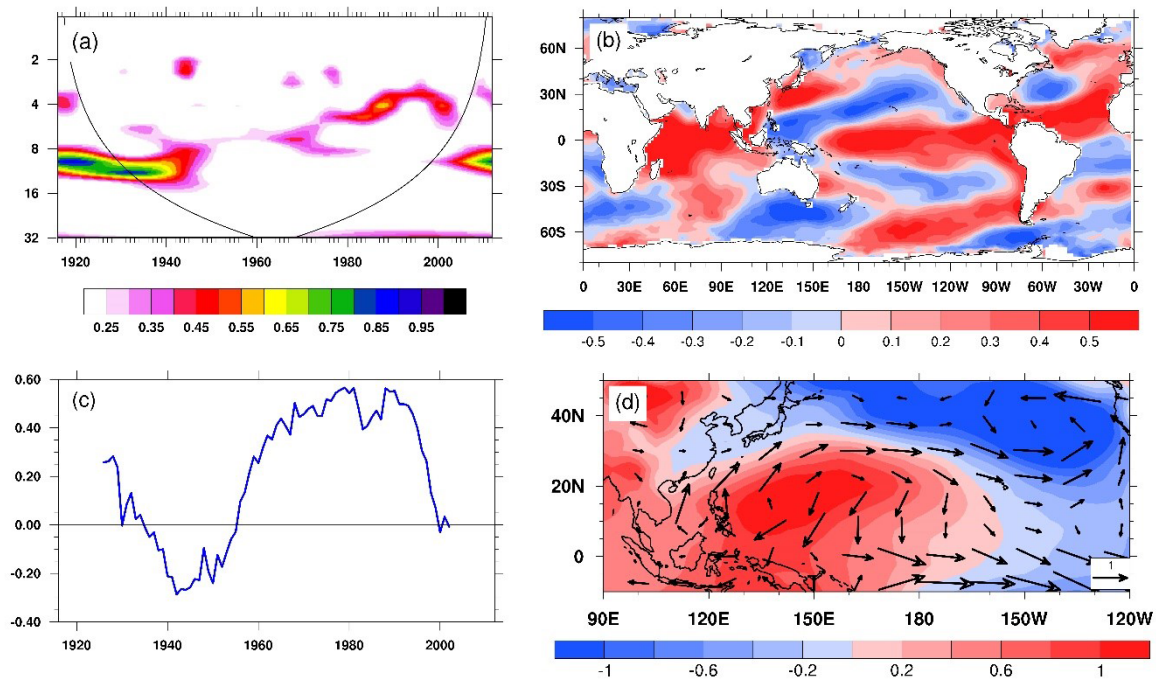 (a)
2
4
8
16
32
1920 1940 1960 1980 2000
0.25 0.35 0.45 0.55 0.65 0.75 0.85 0.95
(b)
60N
30N
0
30S
60S
0 30E 60E 90E 120E 150E 180 150W 120W 90W 60W 30W 0
-0.5 -0.4 -0.3 -0.2 -0.1 0 0.1 0.2 0.3 0.4 0.5
(c)
0.60
0.40
0.20
0.00
-0.20
-0.40
1920 1940 1960 1980 2000
(d)
40N
20N
0
1
90E 120E 150E 180 150W 120W
-1 -0.6 -0.2 0.2 0.6 1